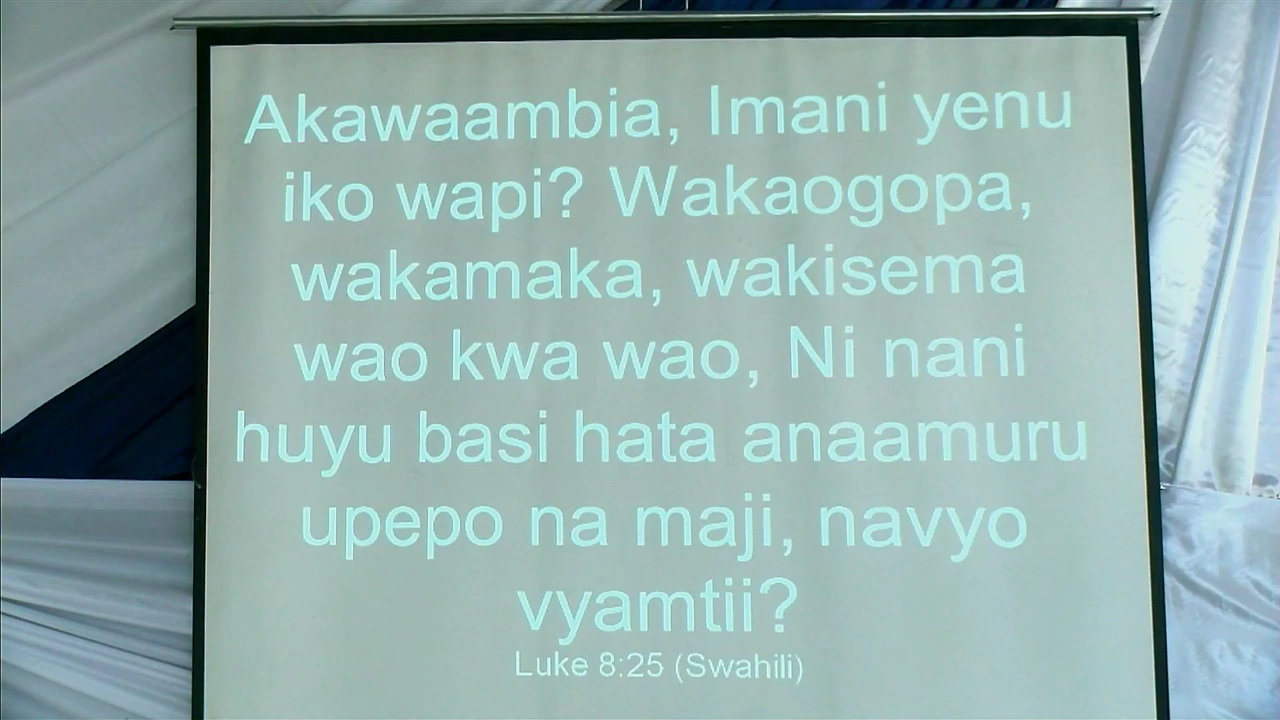 Akawaambia, Imani yenu
iko wapi? Wakaogopa,
wakamaka, wakisema
wao kwa wao, Ni nani
huyu basi hata anaamuru
upepo na maji, navyo
vyamtii?
Luke 8:25 (Swahili)